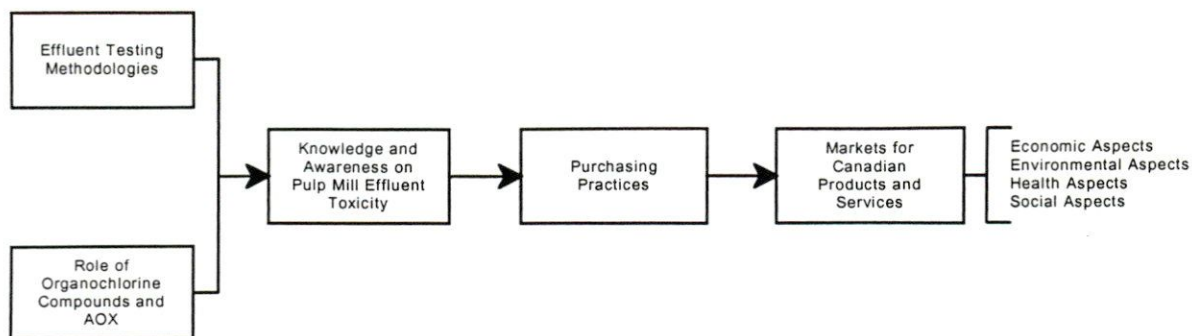 Effluent Testing
Methodologies
Knowledge and
Awareness on
Pulp Mill Effluent
Toxicity
Purchasing
Practices
Markets for
Canadian
Products and
Services
Economic Aspects
Environmental Aspects
Health Aspects
Social Aspects
Role of
Organochlorine
Compounds and
AOX